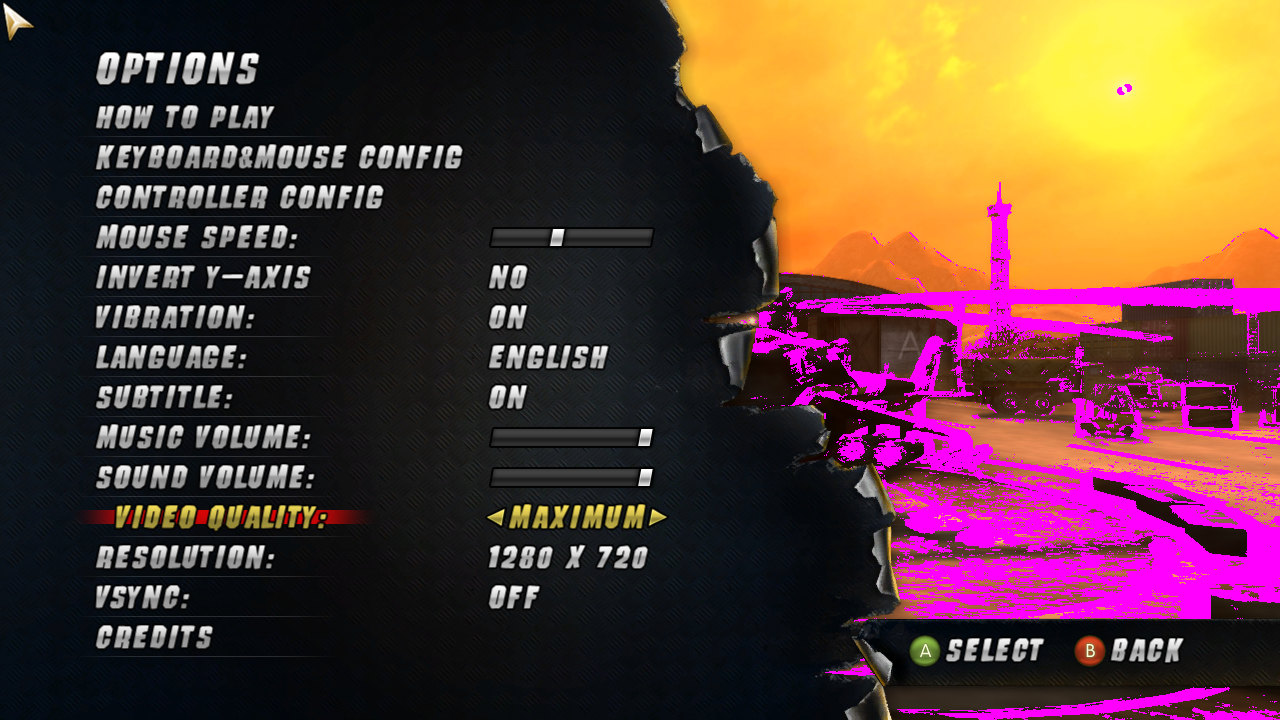 OPTIONS
HOW TO PLAY
KEYBOARD&MOUSE CONFIG
CONTROLLER CONFIG
MOUSE SPEED:
INVERT Y-AXIS NO
VIBRATION: ON
LANGUAGE: ENGLISH
SUBTITLE: ON
MUSIC VOLUME:
SOUND VOLUME:
VIDEO QUALITY: MAXIMUM
RESOLUTION: 1280 X 720
VSYNC: OFF
CREDITS
A
A SELECT B BACK